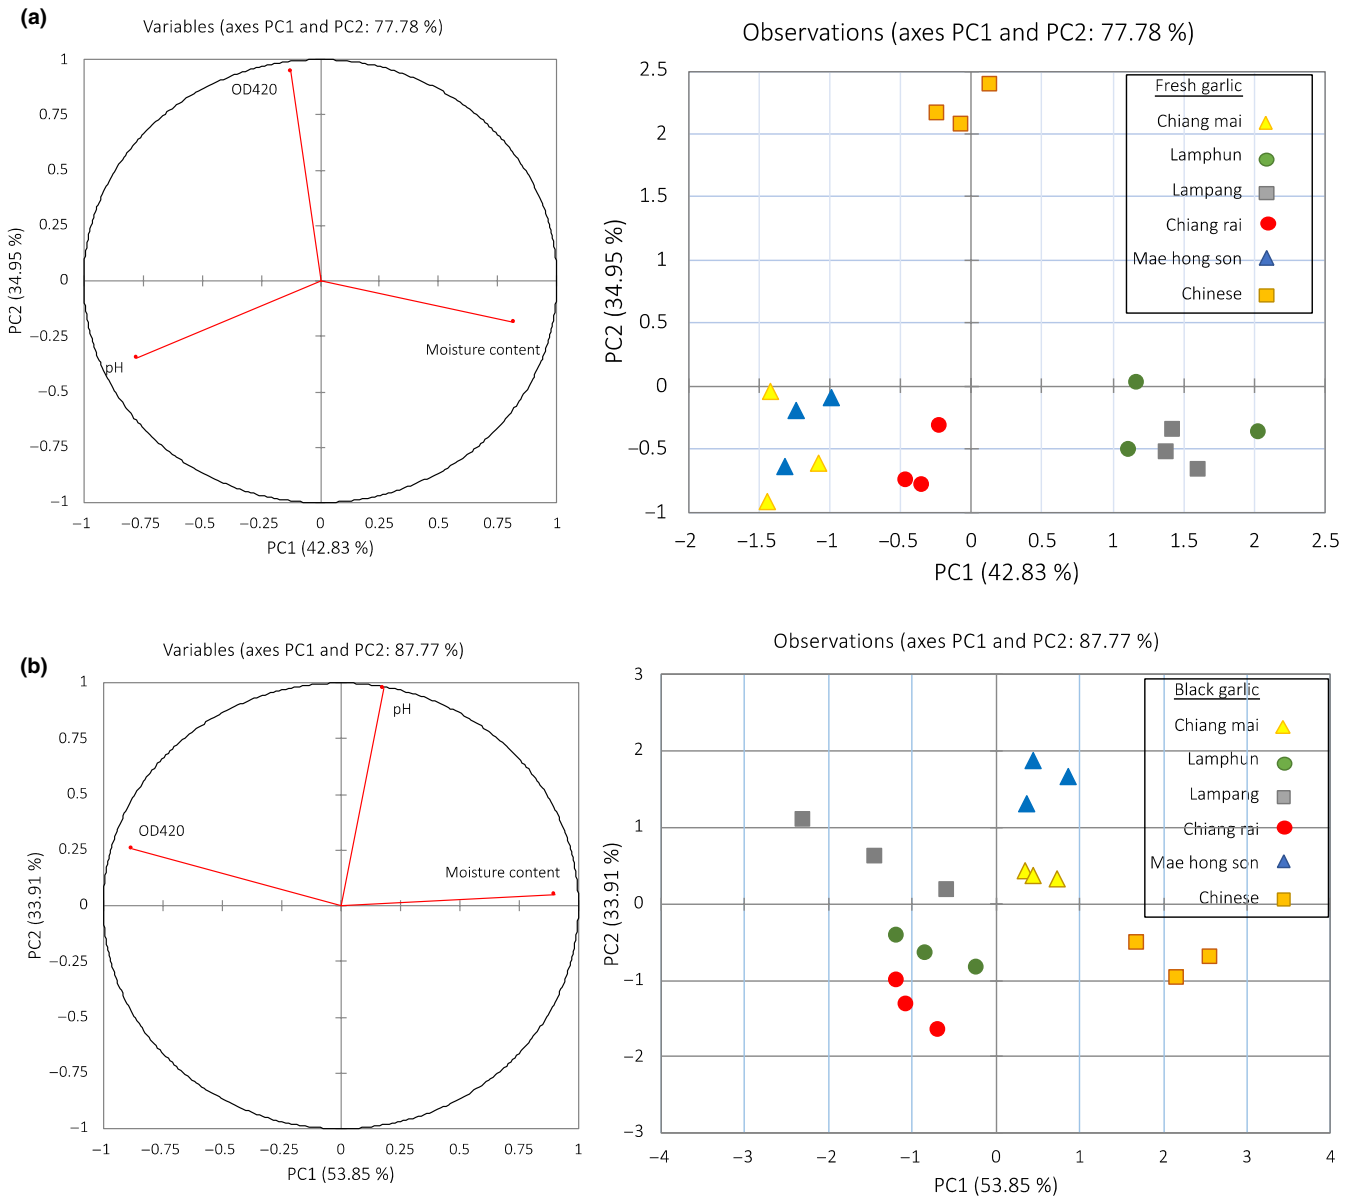 (a)
Variables (axes PC1 and PC2: 77.78 %)
1
0.75
0.5
0.25
0
−0.25
−0.5
−0.75
−1
PC2 (34.95 %)
OD420
pH
Moisture content
−1 −0.75 −0.5 −0.25 0 0.25 0.5 0.75 1
PC1 (42.83 %)
Observations (axes PC1 and PC2: 77.78 %)
2.5
2
1.5
1
0.5
0
−0.5
−1
PC2 (34.95 %)
Fresh garlic
Chiang mai
Lamphun
Lampang
Chiang rai
Mae hong son
Chinese
−2 −1.5 −1 −0.5 0 0.5 1 1.5 2 2.5
PC1 (42.83 %)
(b)
Variables (axes PC1 and PC2: 87.77 %)
1
0.75
0.5
0.25
0
−0.25
−0.5
−0.75
−1
PC2 (33.91 %)
pH
OD420
Moisture content
−1 −0.75 −0.5 −0.25 0 0.25 0.5 0.75 1
PC1 (53.85 %)
Observations (axes PC1 and PC2: 87.77 %)
3
2
1
0
−1
−2
−3
PC2 (33.91 %)
Black garlic
Chiang mai
Lamphun
Lampang
Chiang rai
Mae hong son
Chinese
−4 −3 −2 −1 0 1 2 3 4
PC1 (53.85 %)